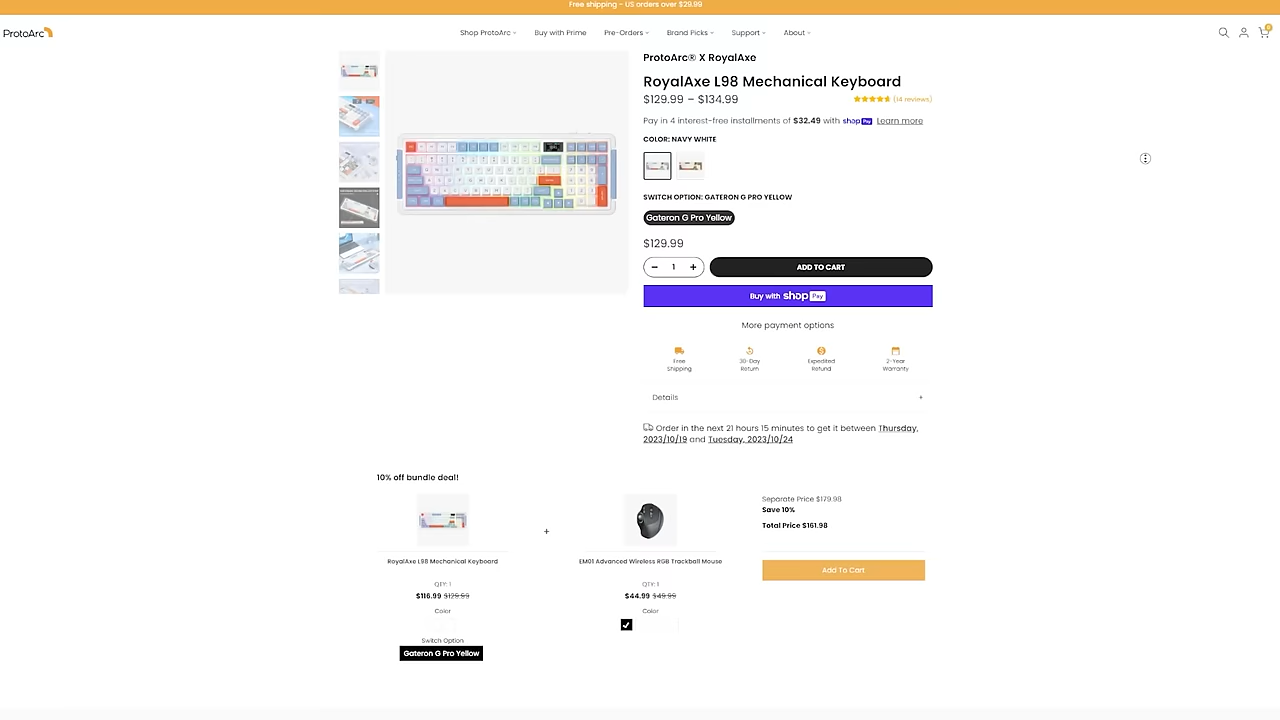 Free shipping - US orders over $29.99
ProtoArc
Shop ProtoArc
Buy with Prime
Pre-Orders
Brand Picks
Support
About
0
ProtoArc® X RoyalAxe
RoyalAxe L98 Mechanical Keyboard
$129.99 – $134.99
(14 reviews)
Pay in 4 interest-free installments of $32.49 with shop Pay Learn more
COLOR: NAVY WHITE
SWITCH OPTION: GATERON G PRO YELLOW
Gateron G Pro Yellow
$129.99
− 1 +
ADD TO CART
Buy with shop Pay
More payment options
Free
Shipping
30-Day
Return
Expedited
Refund
2-Year
Warranty
Details +
Order in the next 21 hours 15 minutes to get it between Thursday,
2023/10/19 and Tuesday, 2023/10/24
10% off bundle deal!
+
RoyalAxe L98 Mechanical Keyboard
QTY: 1
$116.99 $129.99
Color
Switch Option
Gateron G Pro Yellow
EM01 Advanced Wireless RGB Trackball Mouse
QTY: 1
$44.99 $49.99
Color
Separate Price $179.98
Save 10%
Total Price $161.98
Add To Cart